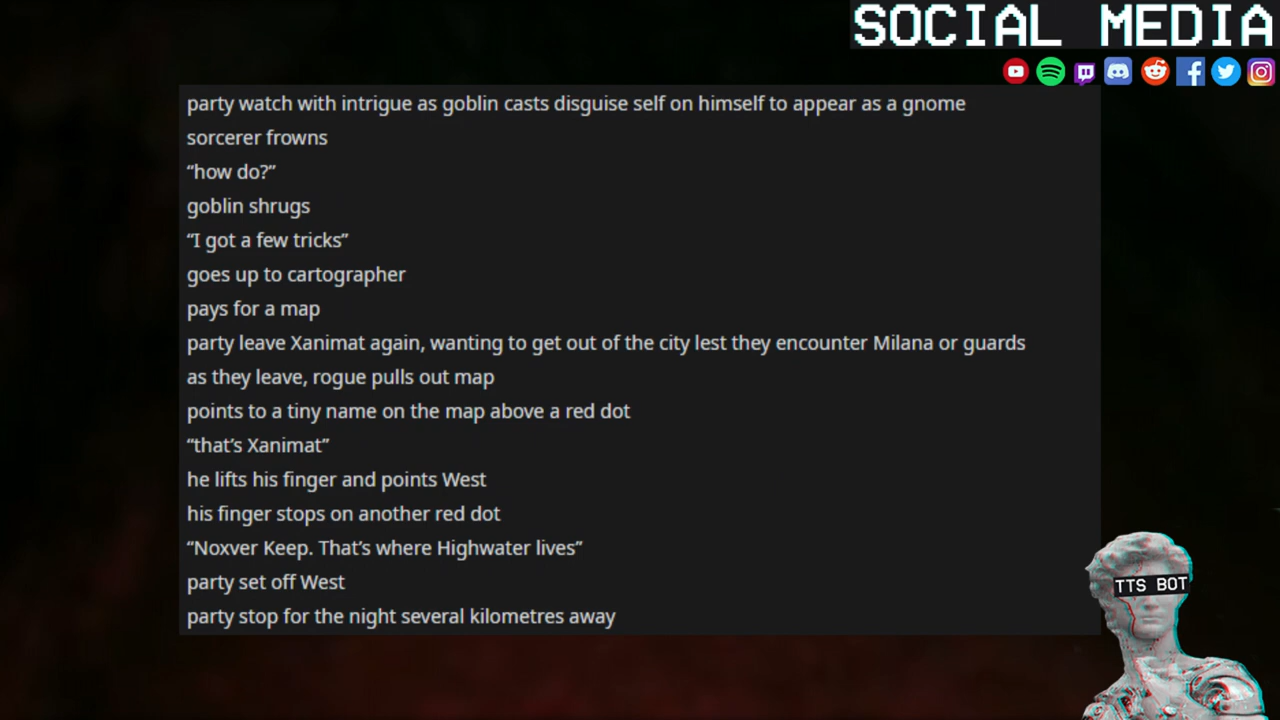 SOCIAL MEDIA
party watch with intrigue as goblin casts disguise self on himself to appear as a gnome
sorcerer frowns
“how do?”
goblin shrugs
“I got a few tricks”
goes up to cartographer
pays for a map
party leave Xanimat again, wanting to get out of the city lest they encounter Milana or guards
as they leave, rogue pulls out map
points to a tiny name on the map above a red dot
“that’s Xanimat”
he lifts his finger and points West
his finger stops on another red dot
“Noxver Keep. That’s where Highwater lives”
party set off West
party stop for the night several kilometres away
TTS BOT